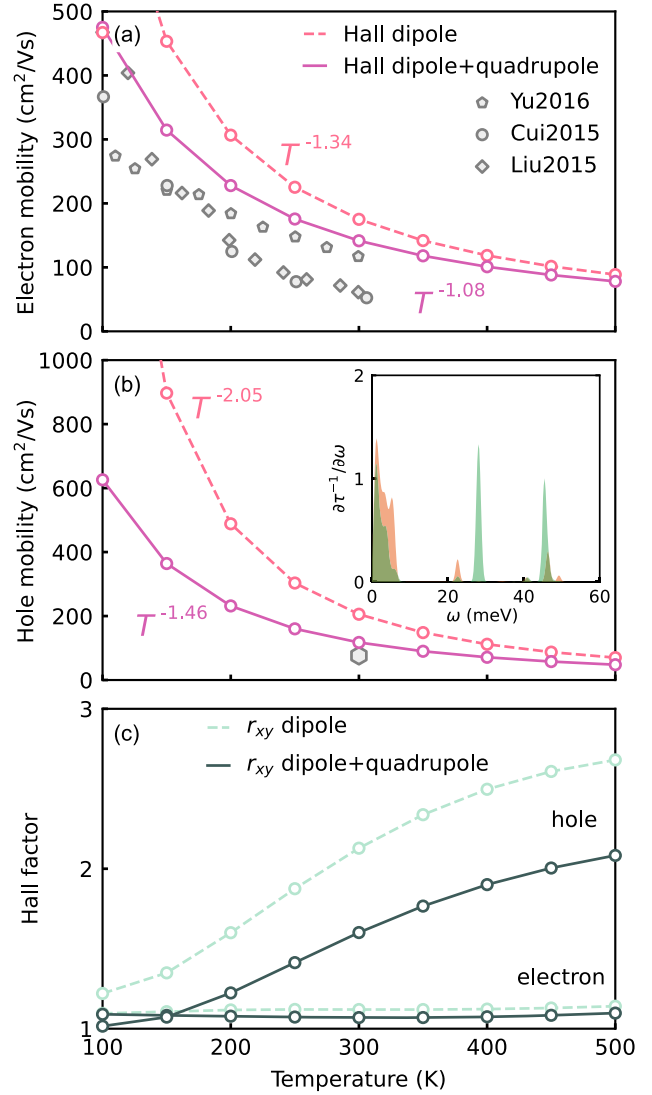 500
400
300
200
100
0
Electron mobility (cm²/Vs)
(a)
Hall dipole
Hall dipole+quadrupole
Yu2016
Cui2015
Liu2015
T^-1.34
T^-1.08
1000
800
600
400
200
0
Hole mobility (cm²/Vs)
(b)
T^-2.05
T^-1.46
2
1
0
∂τ⁻¹/∂ω
0 20 40 60
ω (meV)
3
2
1
Hall factor
(c)
r_xy dipole
r_xy dipole+quadrupole
hole
electron
100 200 300 400 500
Temperature (K)